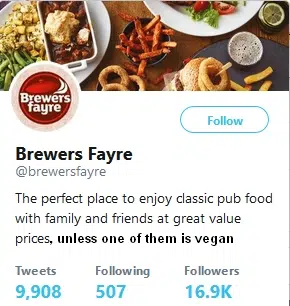 Brewers
fayre
Follow
Brewers Fayre
@brewersfayre
The perfect place to enjoy classic pub food
with family and friends at great value
prices, unless one of them is vegan
Tweets Following Followers
9,908 507 16.9K